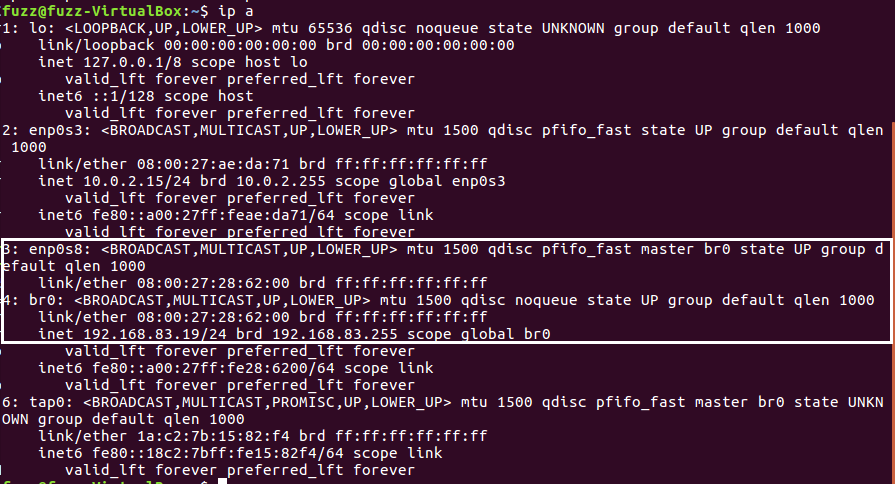 fuzz@fuzz-VirtualBox:~$ ip a
1: lo: <LOOPBACK,UP,LOWER_UP> mtu 65536 qdisc noqueue state UNKNOWN group default qlen 1000
link/loopback 00:00:00:00:00:00 brd 00:00:00:00:00:00
inet 127.0.0.1/8 scope host lo
valid_lft forever preferred_lft forever
inet6 ::1/128 scope host
valid_lft forever preferred_lft forever
2: enp0s3: <BROADCAST,MULTICAST,UP,LOWER_UP> mtu 1500 qdisc pfifo_fast state UP group default qlen
1000
link/ether 08:00:27:ae:da:71 brd ff:ff:ff:ff:ff:ff
inet 10.0.2.15/24 brd 10.0.2.255 scope global enp0s3
valid_lft forever preferred_lft forever
inet6 fe80::a00:27ff:feae:da71/64 scope link
valid_lft forever preferred_lft forever
3: enp0s8: <BROADCAST,MULTICAST,UP,LOWER_UP> mtu 1500 qdisc pfifo_fast master br0 state UP group d
efault qlen 1000
link/ether 08:00:27:28:62:00 brd ff:ff:ff:ff:ff:ff
4: br0: <BROADCAST,MULTICAST,UP,LOWER_UP> mtu 1500 qdisc noqueue state UP group default qlen 1000
link/ether 08:00:27:28:62:00 brd ff:ff:ff:ff:ff:ff
inet 192.168.83.19/24 brd 192.168.83.255 scope global br0
valid_lft forever preferred_lft forever
inet6 fe80::a00:27ff:fe28:6200/64 scope link
valid_lft forever preferred_lft forever
6: tap0: <BROADCAST,MULTICAST,PROMISC,UP,LOWER_UP> mtu 1500 qdisc pfifo_fast master br0 state UNKN
OWN group default qlen 1000
link/ether 1a:c2:7b:15:82:f4 brd ff:ff:ff:ff:ff:ff
inet6 fe80::18c2:7bff:fe15:82f4/64 scope link
valid_lft forever preferred_lft forever